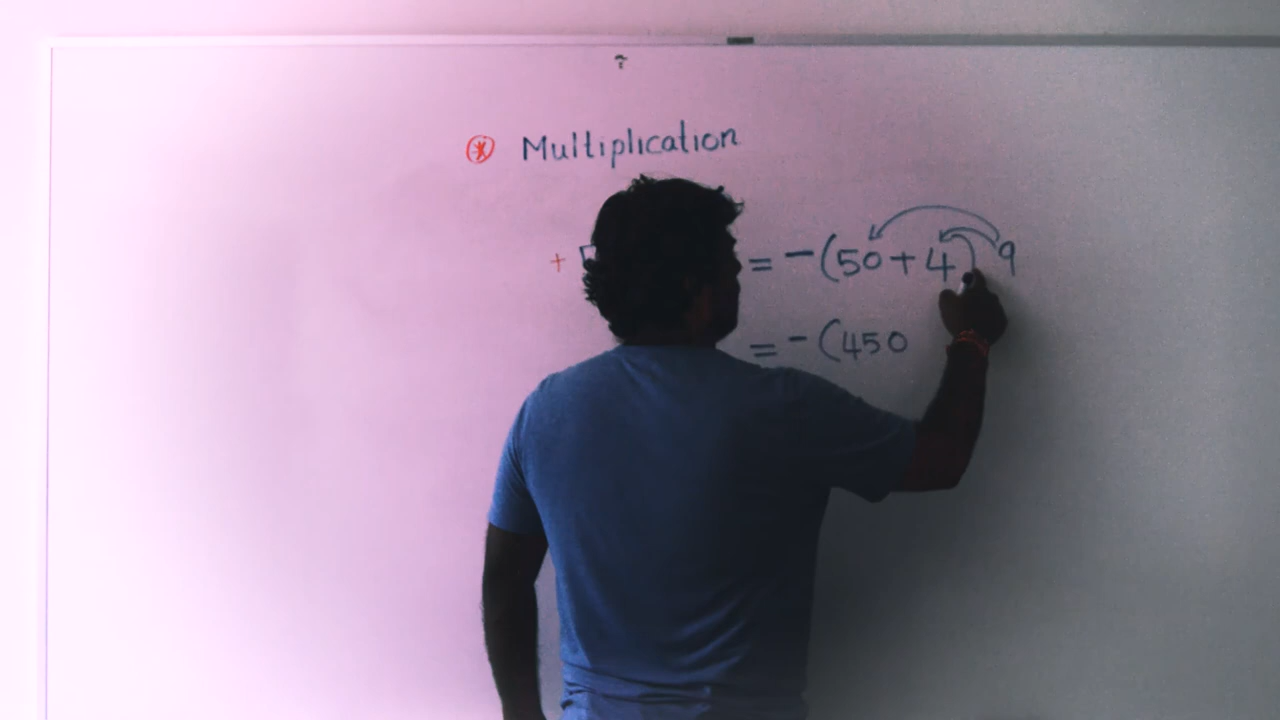 * Multiplication
+ = -(50+4)9
= -(450